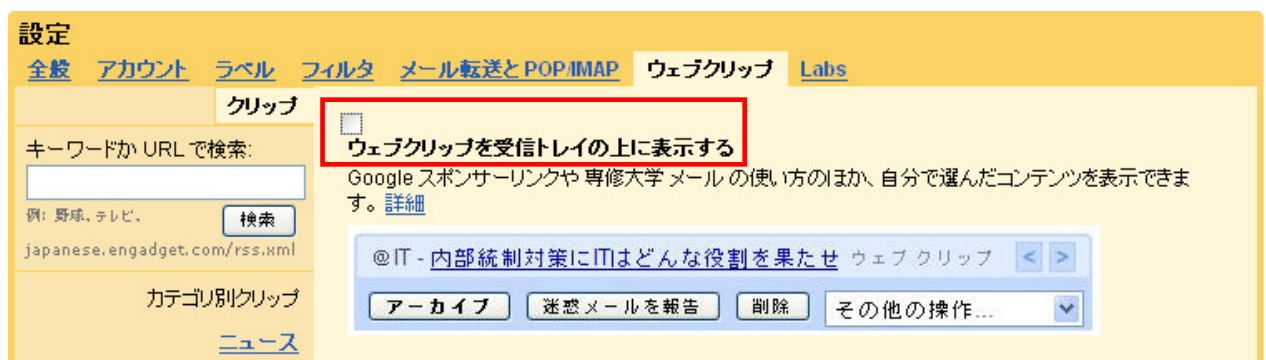 設定
全般 アカウント ラベル フィルタ メール転送と POP/IMAP ウェブクリップ Labs
クリップ
キーワードか URL で検索:
例: 野球、テレビ、
検索
japanese.engadget.com/rss.xml
カテゴリ別クリップ
ニュース
ウェブクリップを受信トレイの上に表示する
Google スポンサーリンクや 専修大学 メール の使い方のほか、自分で選んだコンテンツを表示できま
す。詳細
@IT - 内部統制対策にITはどんな役割を果たせ ウェブ クリップ < >
アーカイブ 迷惑メールを報告 削除 その他の操作...